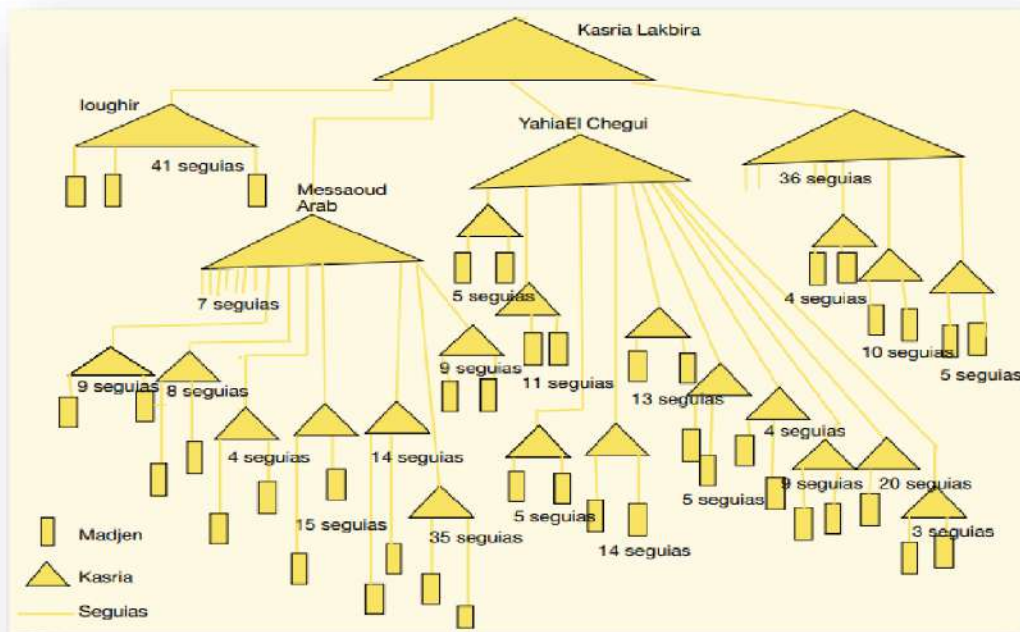 Kasria Lakbira
Ioughir
YahiaEl Chegui
41 seguias
36 seguias
Messaoud
Arab
7 seguias
5 seguias
4 seguias
9 seguias
8 seguias
9 seguias
11 seguias
10 seguias
5 seguias
13 seguias
4 seguias
4 seguias
14 seguias
9 seguias
20 seguias
5 seguias
15 seguias
5 seguias
35 seguias
14 seguias
3 seguias
Madjen
Kasria
Seguias